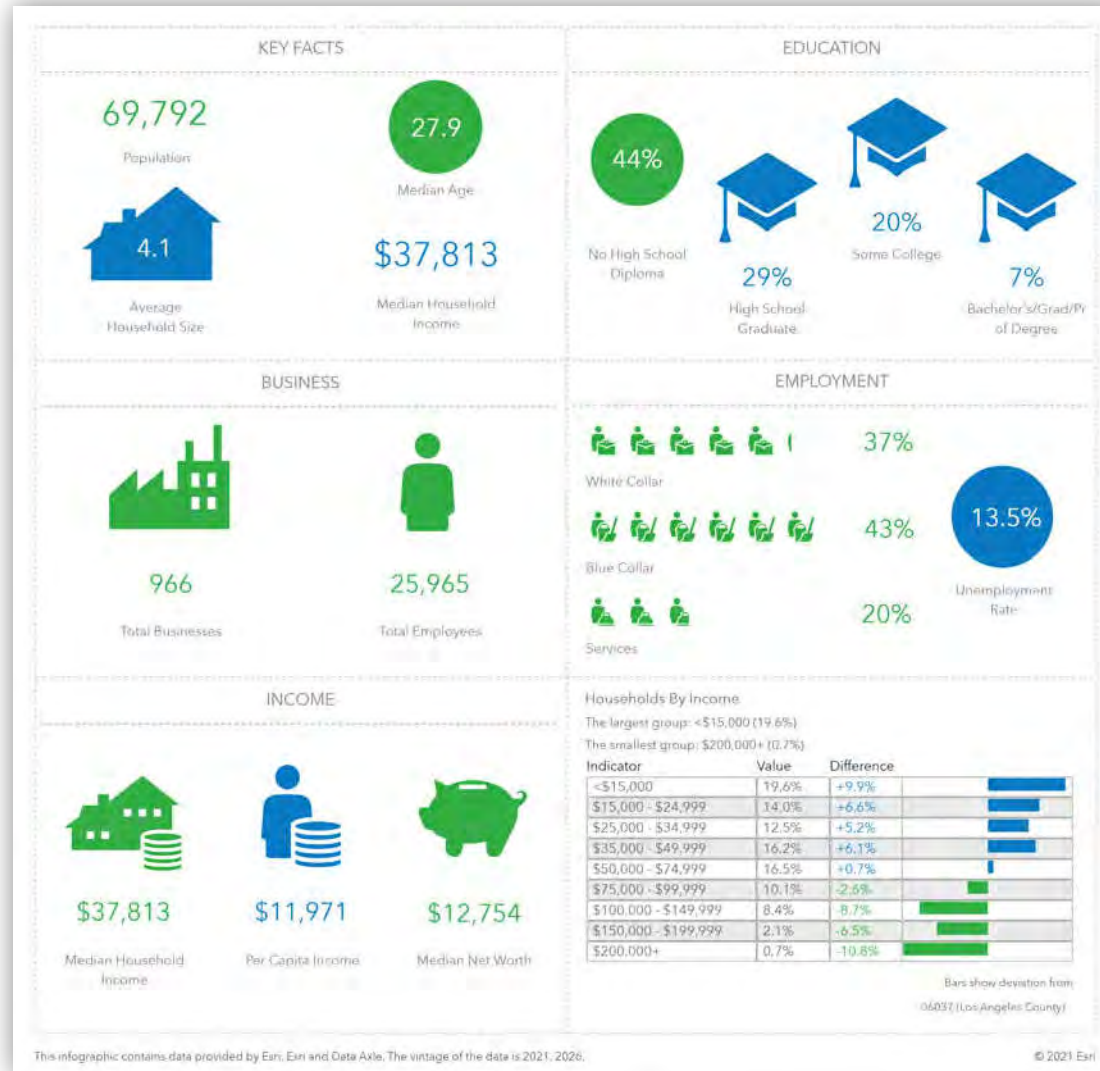 KEY FACTS
69,792
Population
27.9
Median Age
4.1
Average
Household Size
$37,813
Median Household
Income
EDUCATION
44%
No High School
Diploma
29%
High School
Graduate
20%
Some College
7%
Bachelor's/Grad/Pr
of Degree
BUSINESS
966
Total Businesses
25,965
Total Employees
EMPLOYMENT
37%
White Collar
43%
Blue Collar
20%
Services
13.5%
Unemployment
Rate
INCOME
$37,813
Median Household
Income
$11,971
Per Capita Income
$12,754
Median Net Worth
Households By Income
The largest group: <$15,000 (19.6%)
The smallest group: $200,000+ (0.7%)
Indicator Value Difference
<$15,000 19.6% +9.9%
$15,000 - $24,999 14.0% +6.6%
$25,000 - $34,999 12.5% +5.2%
$35,000 - $49,999 16.2% +6.1%
$50,000 - $74,999 16.5% +0.7%
$75,000 - $99,999 10.1% -2.6%
$100,000 - $149,999 8.4% -8.7%
$150,000 - $199,999 2.1% -6.5%
$200,000+ 0.7% -10.8%
Bars show deviation from
06037 (Los Angeles County)
This infographic contains data provided by Esri, Esri and Data Axle. The vintage of the data is 2021, 2026.
© 2021 Esri